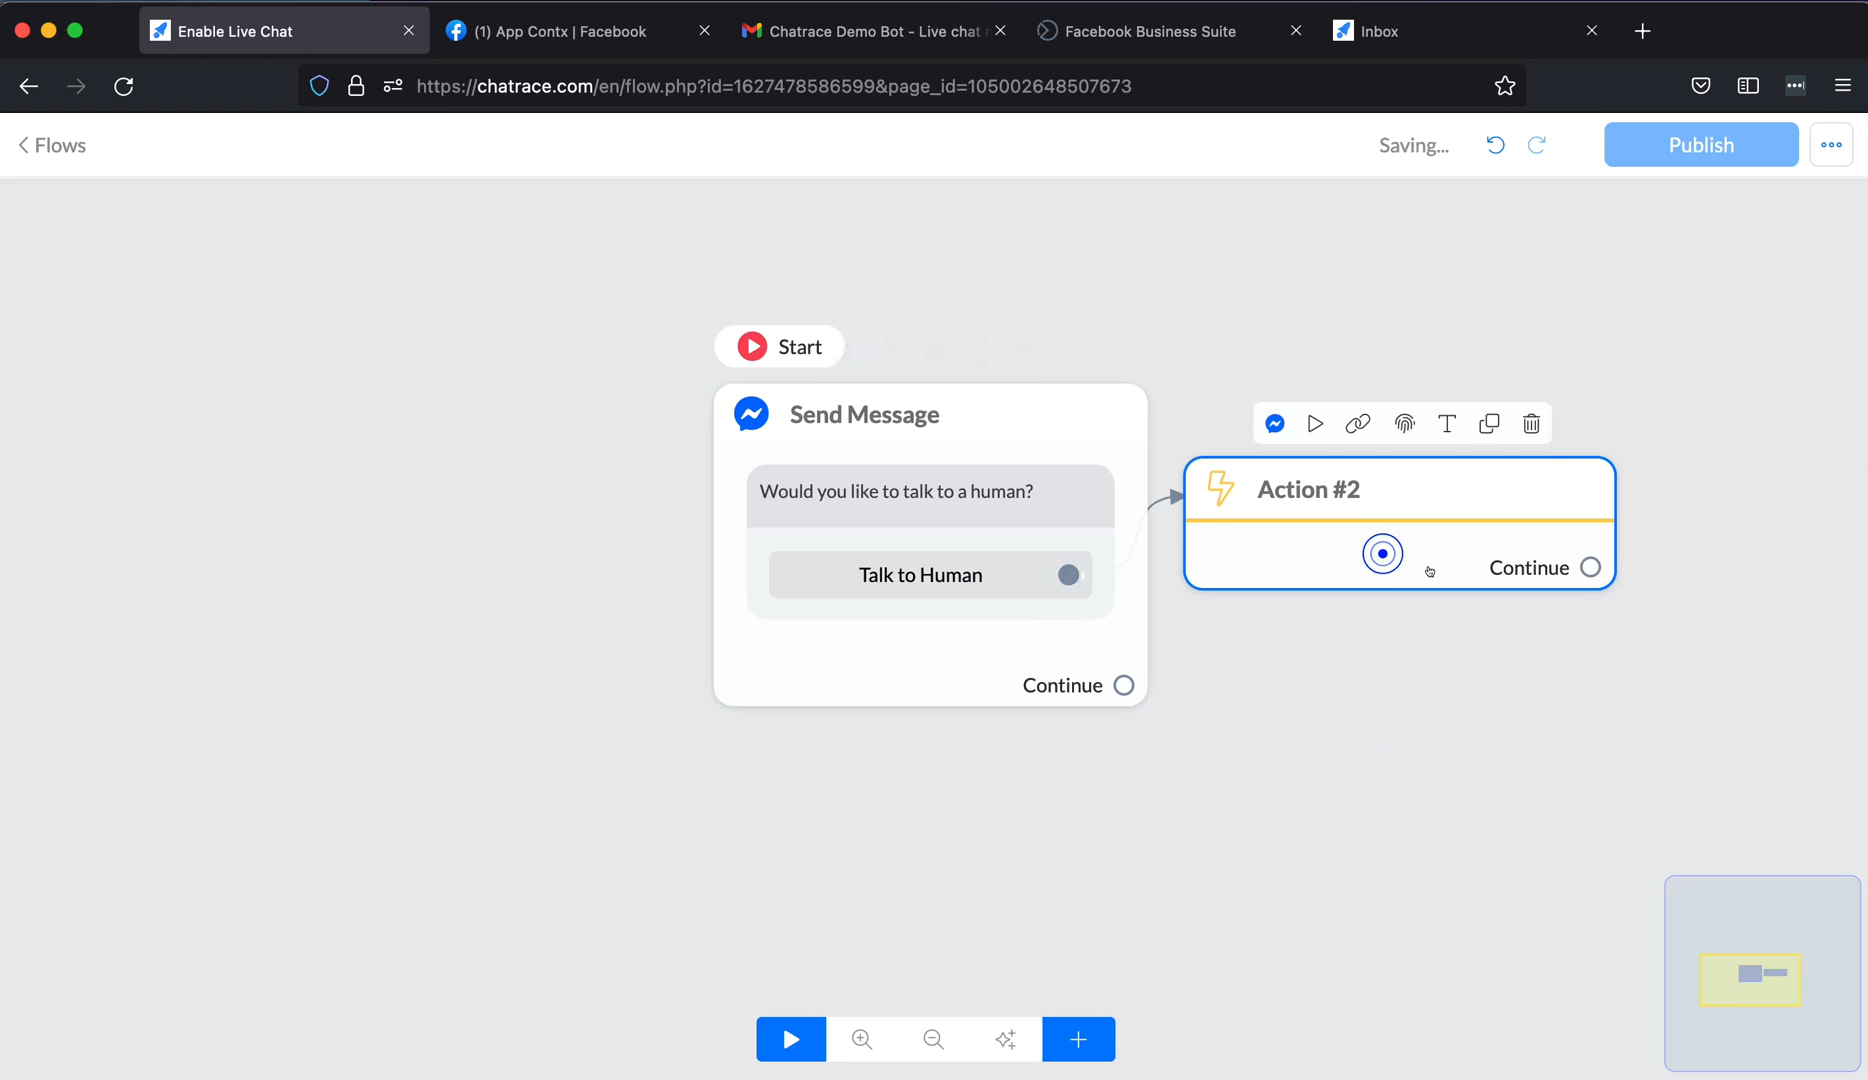 Enable Live Chat
(1) App Contx | Facebook
Chatrace Demo Bot - Live chat
Facebook Business Suite
Inbox
https://chatrace.com/en/flow.php?id=1627478586599&page_id=105002648507673
Flows
Saving...
Publish
Start
Send Message
Would you like to talk to a human?
Talk to Human
Continue
Action #2
Continue